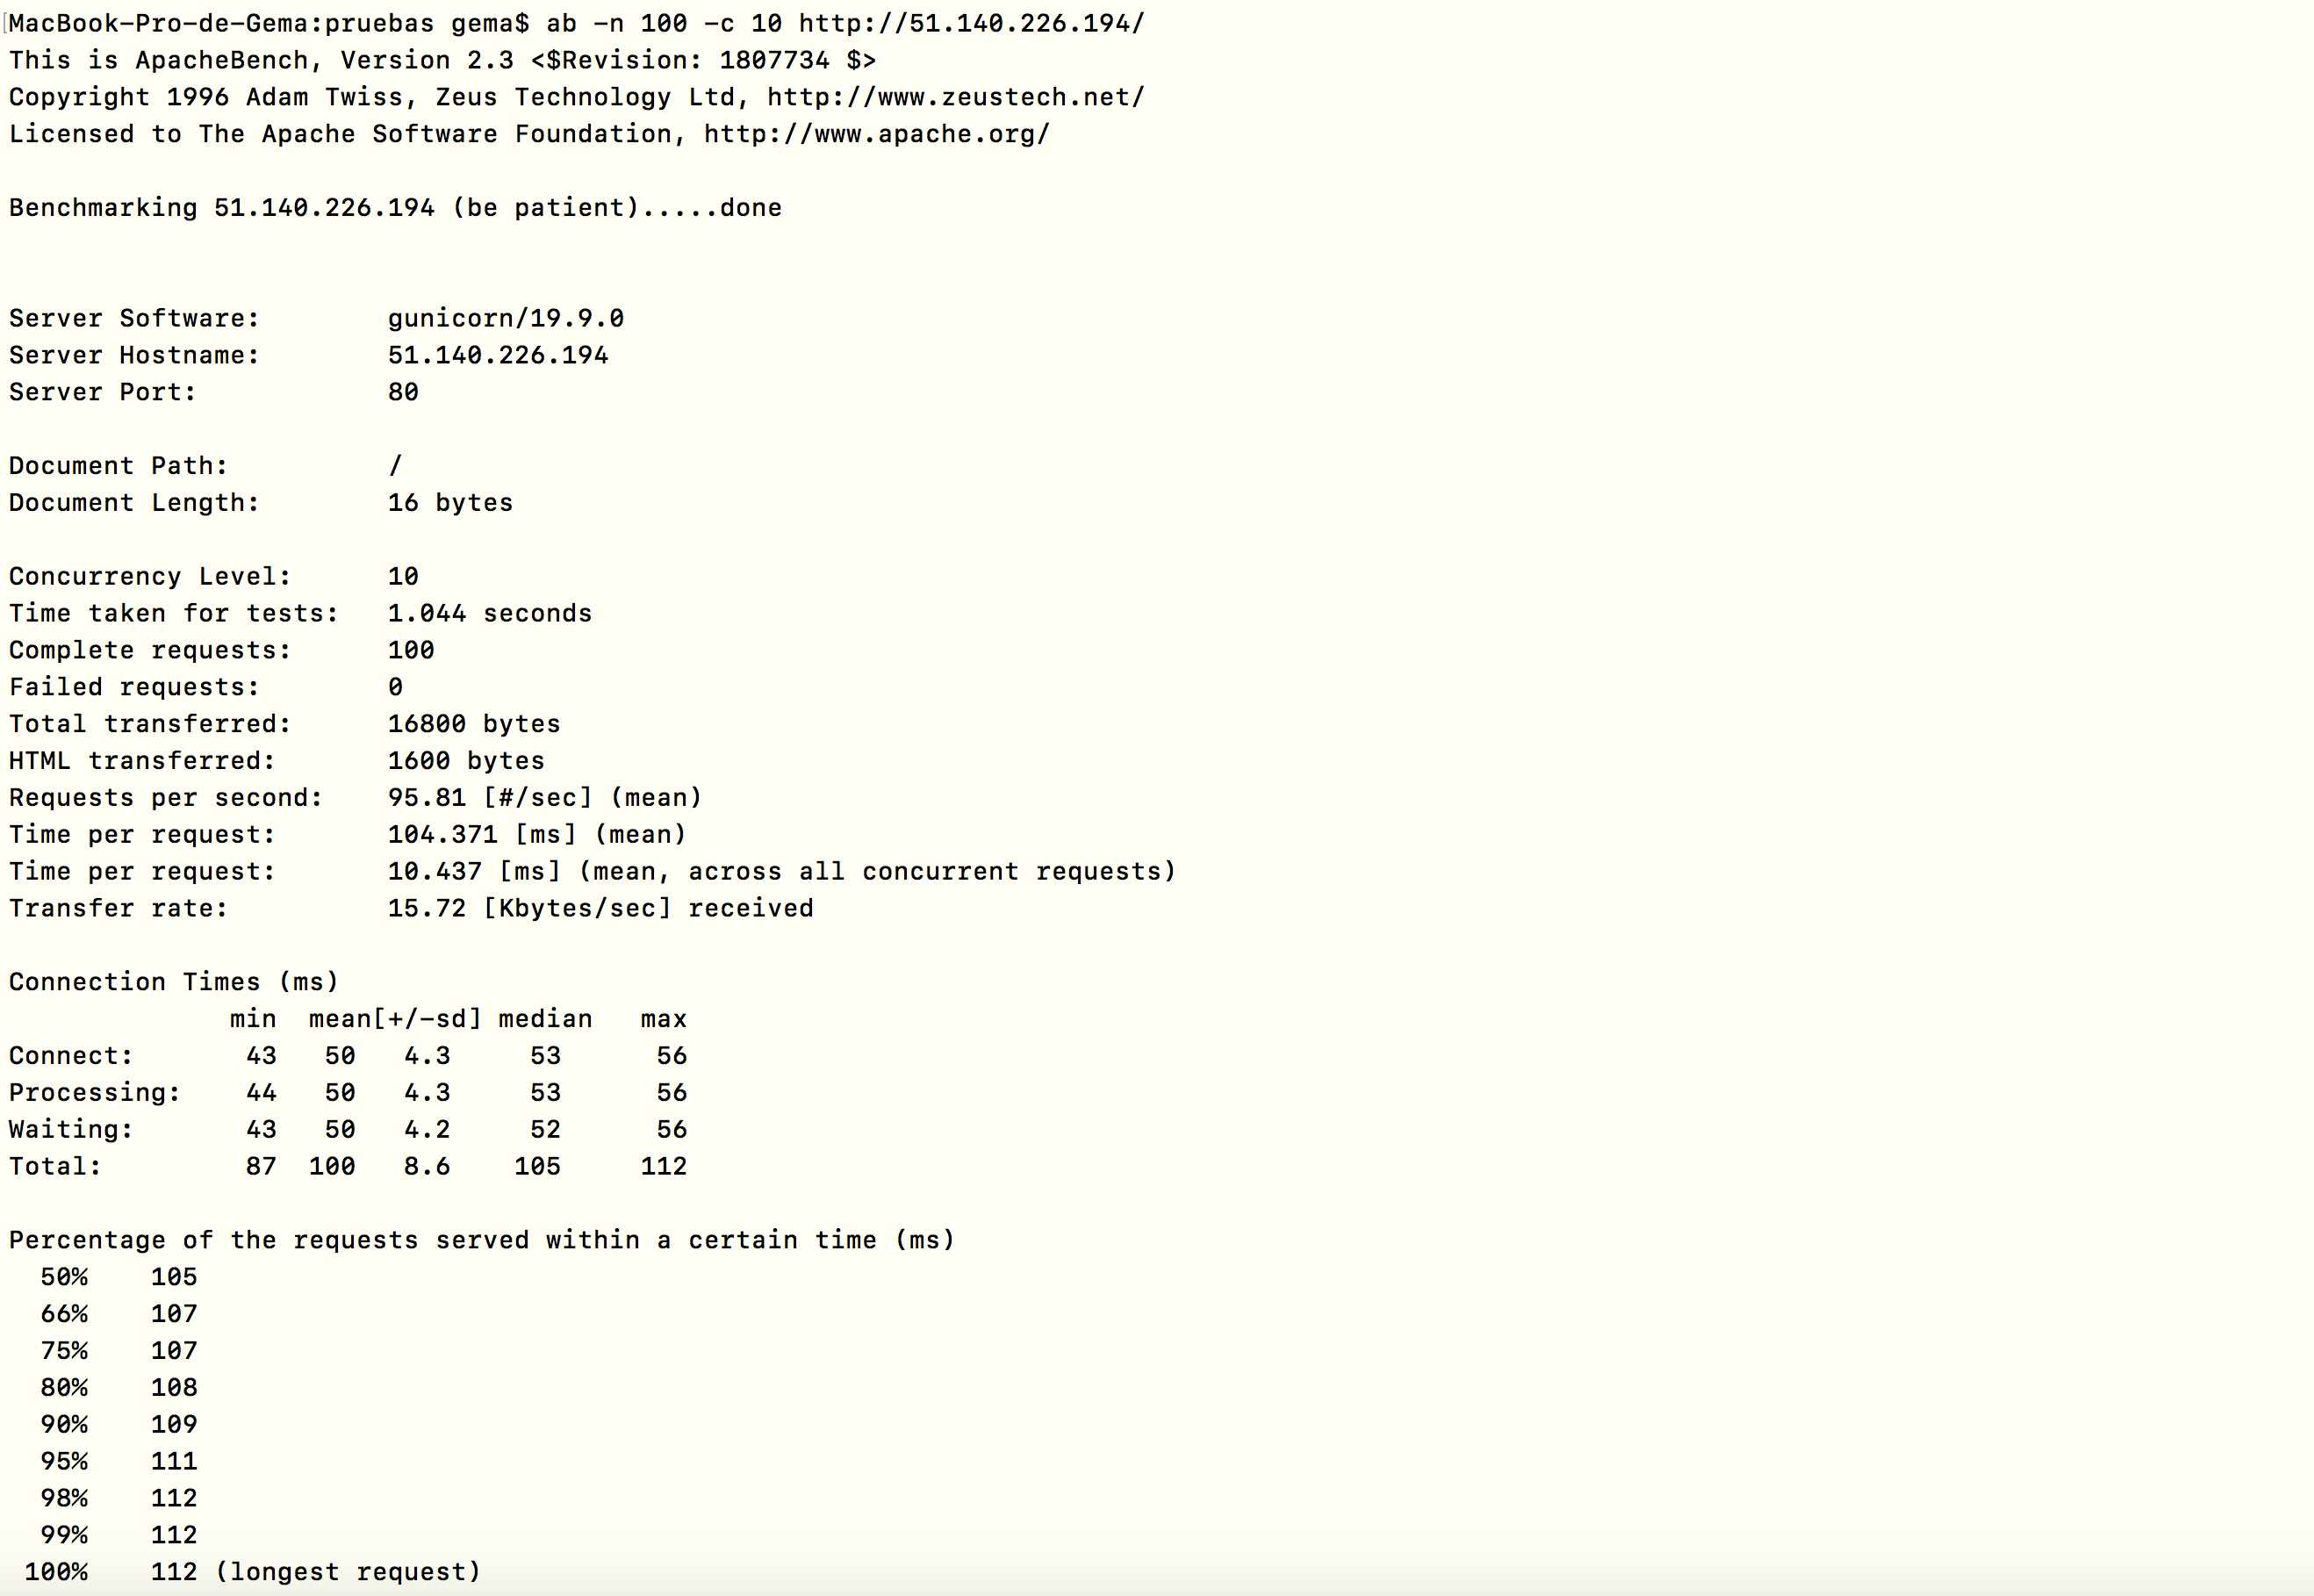 MacBook-Pro-de-Gema:pruebas gema$ ab -n 100 -c 10 http://51.140.226.194/
This is ApacheBench, Version 2.3 <$Revision: 1807734 $>
Copyright 1996 Adam Twiss, Zeus Technology Ltd, http://www.zeustech.net/
Licensed to The Apache Software Foundation, http://www.apache.org/

Benchmarking 51.140.226.194 (be patient).....done


Server Software:        gunicorn/19.9.0
Server Hostname:        51.140.226.194
Server Port:            80

Document Path:          /
Document Length:        16 bytes

Concurrency Level:      10
Time taken for tests:   1.044 seconds
Complete requests:      100
Failed requests:        0
Total transferred:      16800 bytes
HTML transferred:       1600 bytes
Requests per second:    95.81 [#/sec] (mean)
Time per request:       104.371 [ms] (mean)
Time per request:       10.437 [ms] (mean, across all concurrent requests)
Transfer rate:          15.72 [Kbytes/sec] received

Connection Times (ms)
              min  mean[+/-sd] median   max
Connect:       43   50   4.3     53      56
Processing:    44   50   4.3     53      56
Waiting:       43   50   4.2     52      56
Total:         87  100   8.6    105     112

Percentage of the requests served within a certain time (ms)
  50%    105
  66%    107
  75%    107
  80%    108
  90%    109
  95%    111
  98%    112
  99%    112
 100%    112 (longest request)